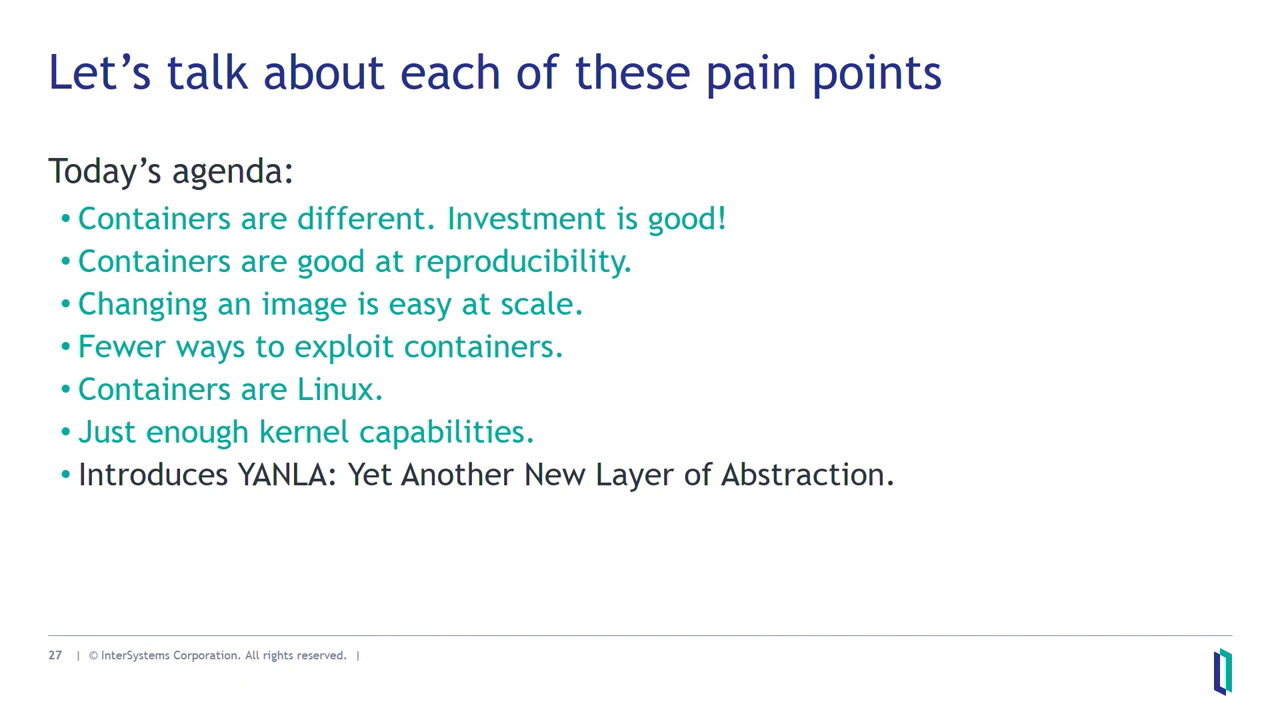 Let's talk about each of these pain points
Today's agenda:
• Containers are different. Investment is good!
• Containers are good at reproducibility.
• Changing an image is easy at scale.
• Fewer ways to exploit containers.
• Containers are Linux.
• Just enough kernel capabilities.
• Introduces YANLA: Yet Another New Layer of Abstraction.
27 | © InterSystems Corporation. All rights reserved. |